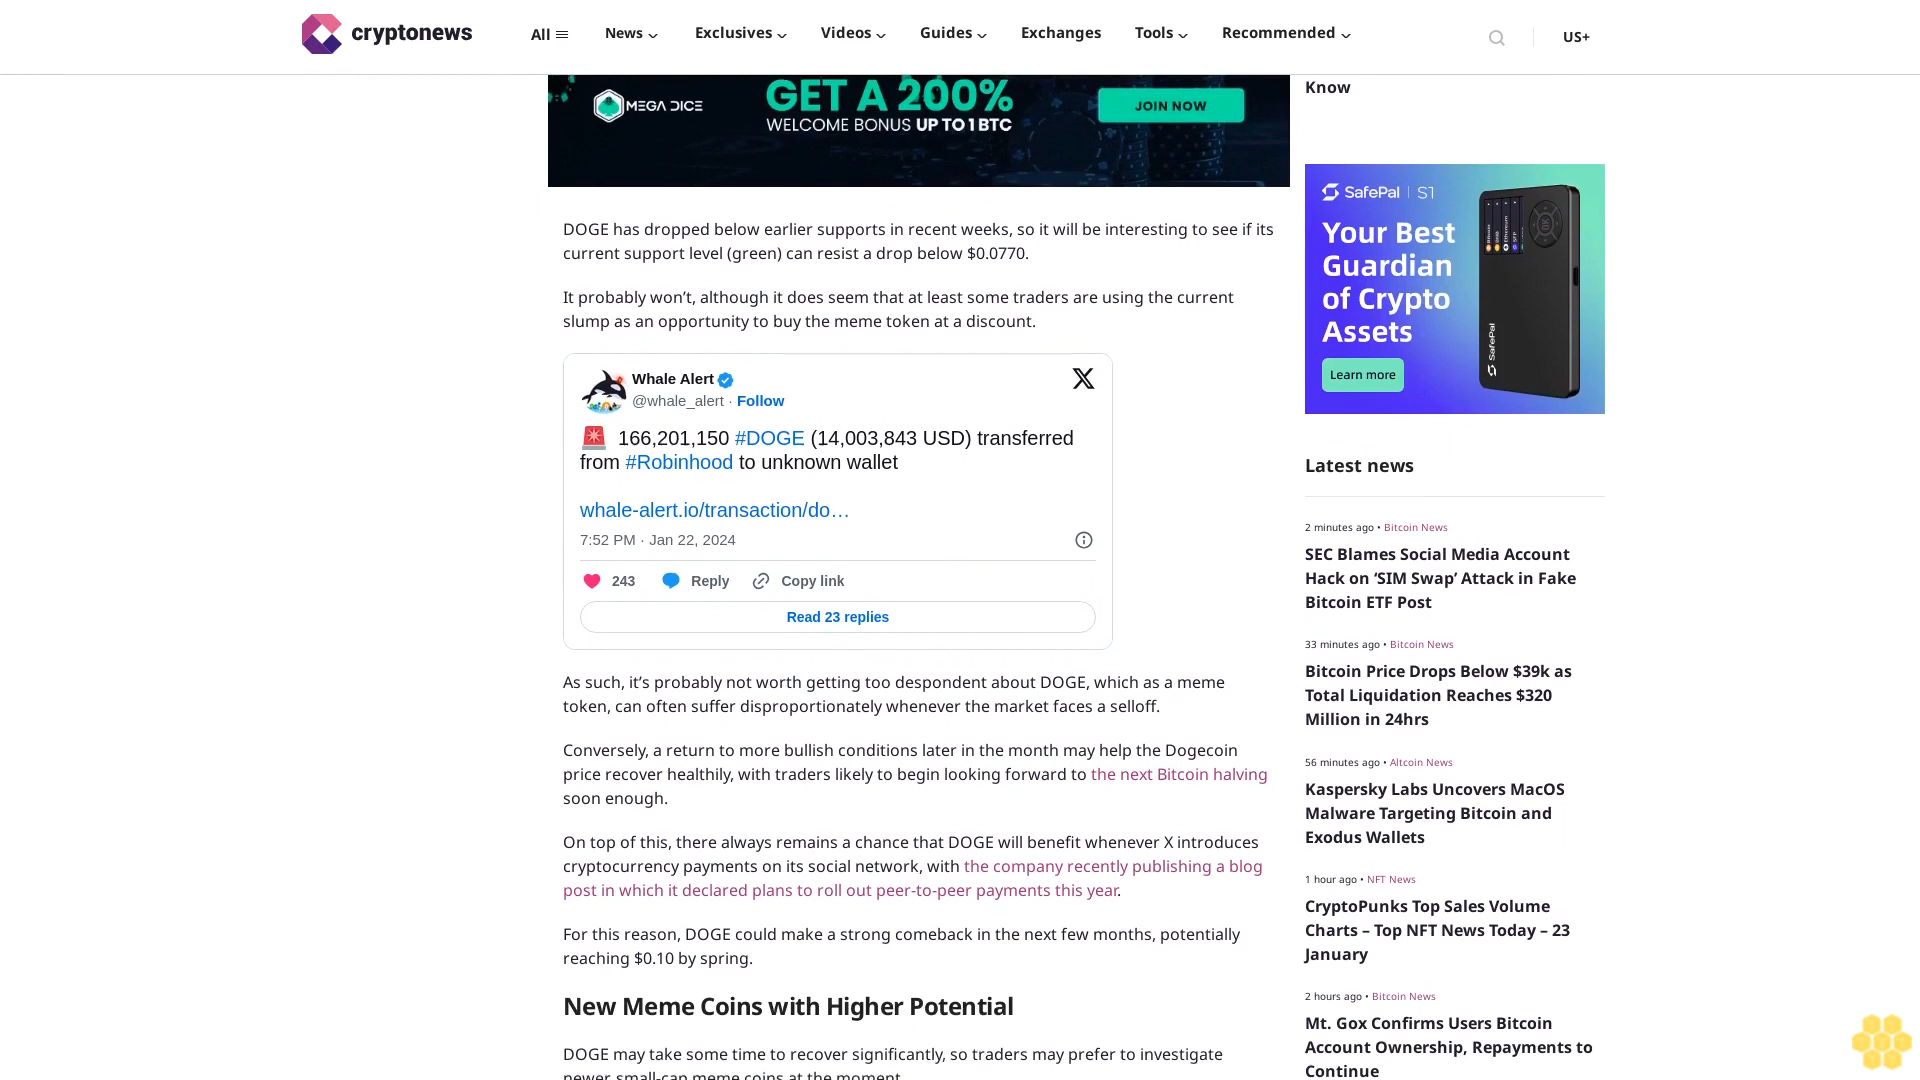 cryptonews
All
News
Exclusives
Videos
Guides
Exchanges
Tools
Recommended
US+
MEGA DICE
GET A 200%
WELCOME BONUS UP TO 1 BTC
JOIN NOW
DOGE has dropped below earlier supports in recent weeks, so it will be interesting to see if its
current support level (green) can resist a drop below $0.0770.
It probably won’t, although it does seem that at least some traders are using the current
slump as an opportunity to buy the meme token at a discount.
Whale Alert
@whale_alert · Follow
166,201,150 #DOGE (14,003,843 USD) transferred
from #Robinhood to unknown wallet
whale-alert.io/transaction/do…
7:52 PM · Jan 22, 2024
243 Reply Copy link
Read 23 replies
As such, it’s probably not worth getting too despondent about DOGE, which as a meme
token, can often suffer disproportionately whenever the market faces a selloff.
Conversely, a return to more bullish conditions later in the month may help the Dogecoin
price recover healthily, with traders likely to begin looking forward to the next Bitcoin halving
soon enough.
On top of this, there always remains a chance that DOGE will benefit whenever X introduces
cryptocurrency payments on its social network, with the company recently publishing a blog
post in which it declared plans to roll out peer-to-peer payments this year.
For this reason, DOGE could make a strong comeback in the next few months, potentially
reaching $0.10 by spring.
New Meme Coins with Higher Potential
DOGE may take some time to recover significantly, so traders may prefer to investigate
newer, small-cap meme coins at the moment.
Know
SafePal | S1
Your Best
Guardian
of Crypto
Assets
Learn more
SafePal
Latest news
2 minutes ago • Bitcoin News
SEC Blames Social Media Account
Hack on ‘SIM Swap’ Attack in Fake
Bitcoin ETF Post
33 minutes ago • Bitcoin News
Bitcoin Price Drops Below $39k as
Total Liquidation Reaches $320
Million in 24hrs
56 minutes ago • Altcoin News
Kaspersky Labs Uncovers MacOS
Malware Targeting Bitcoin and
Exodus Wallets
1 hour ago • NFT News
CryptoPunks Top Sales Volume
Charts – Top NFT News Today – 23
January
2 hours ago • Bitcoin News
Mt. Gox Confirms Users Bitcoin
Account Ownership, Repayments to
Continue